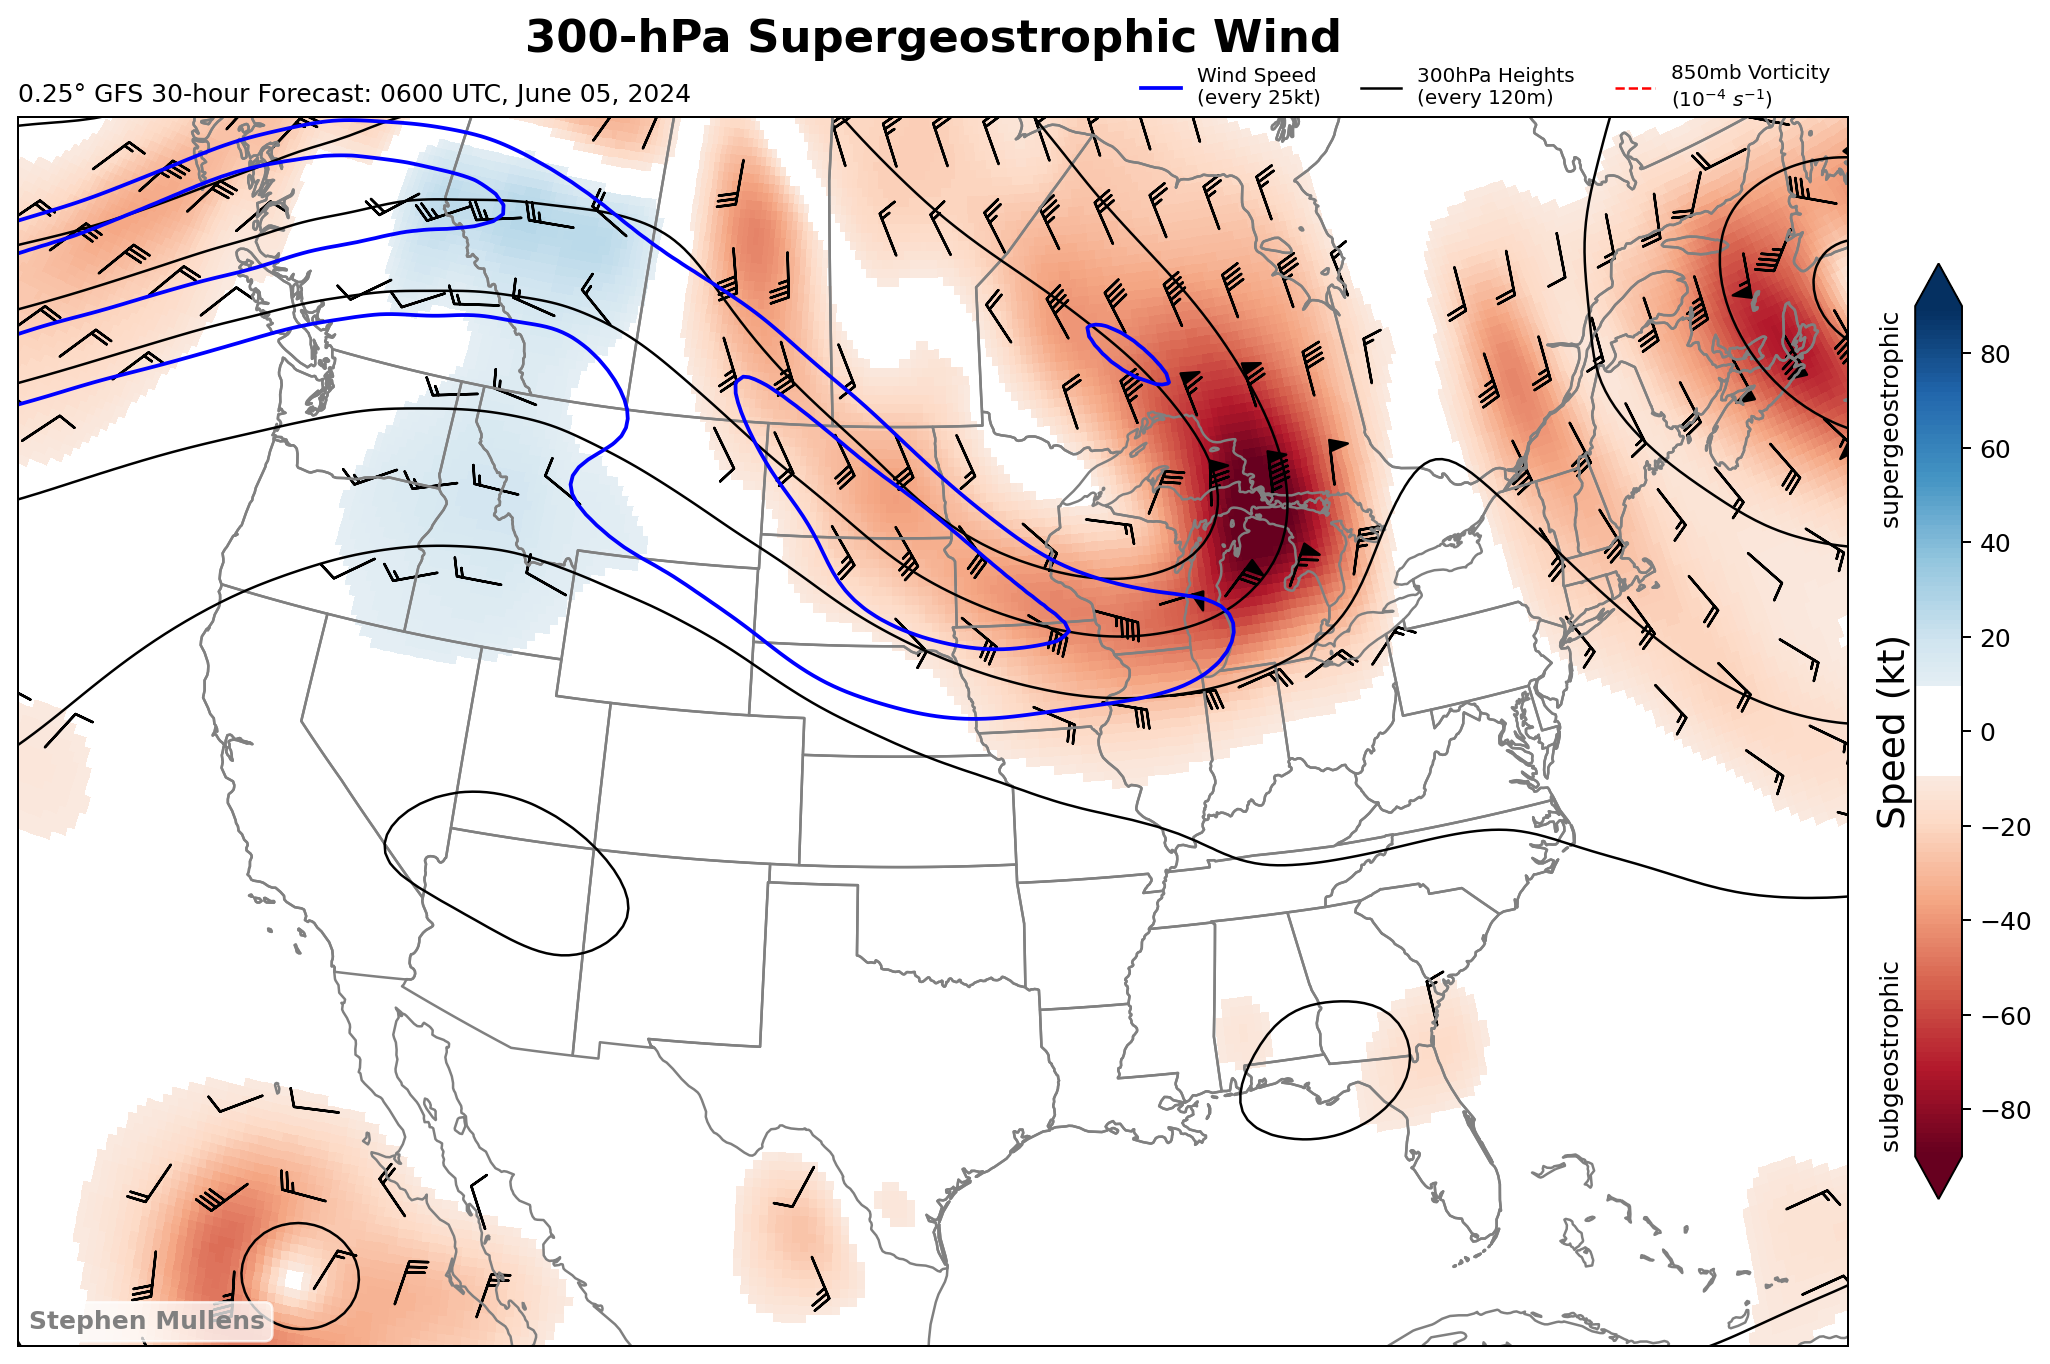 300-hPa Supergeostrophic Wind
0.25° GFS 30-hour Forecast: 0600 UTC, June 05, 2024
Wind Speed
(every 25kt)
300hPa Heights
(every 120m)
850mb Vorticity
(10⁻⁴ s⁻¹)
supergeostrophic
Speed (kt)
subgeostrophic
80
60
40
20
0
−20
−40
−60
−80
Stephen Mullens